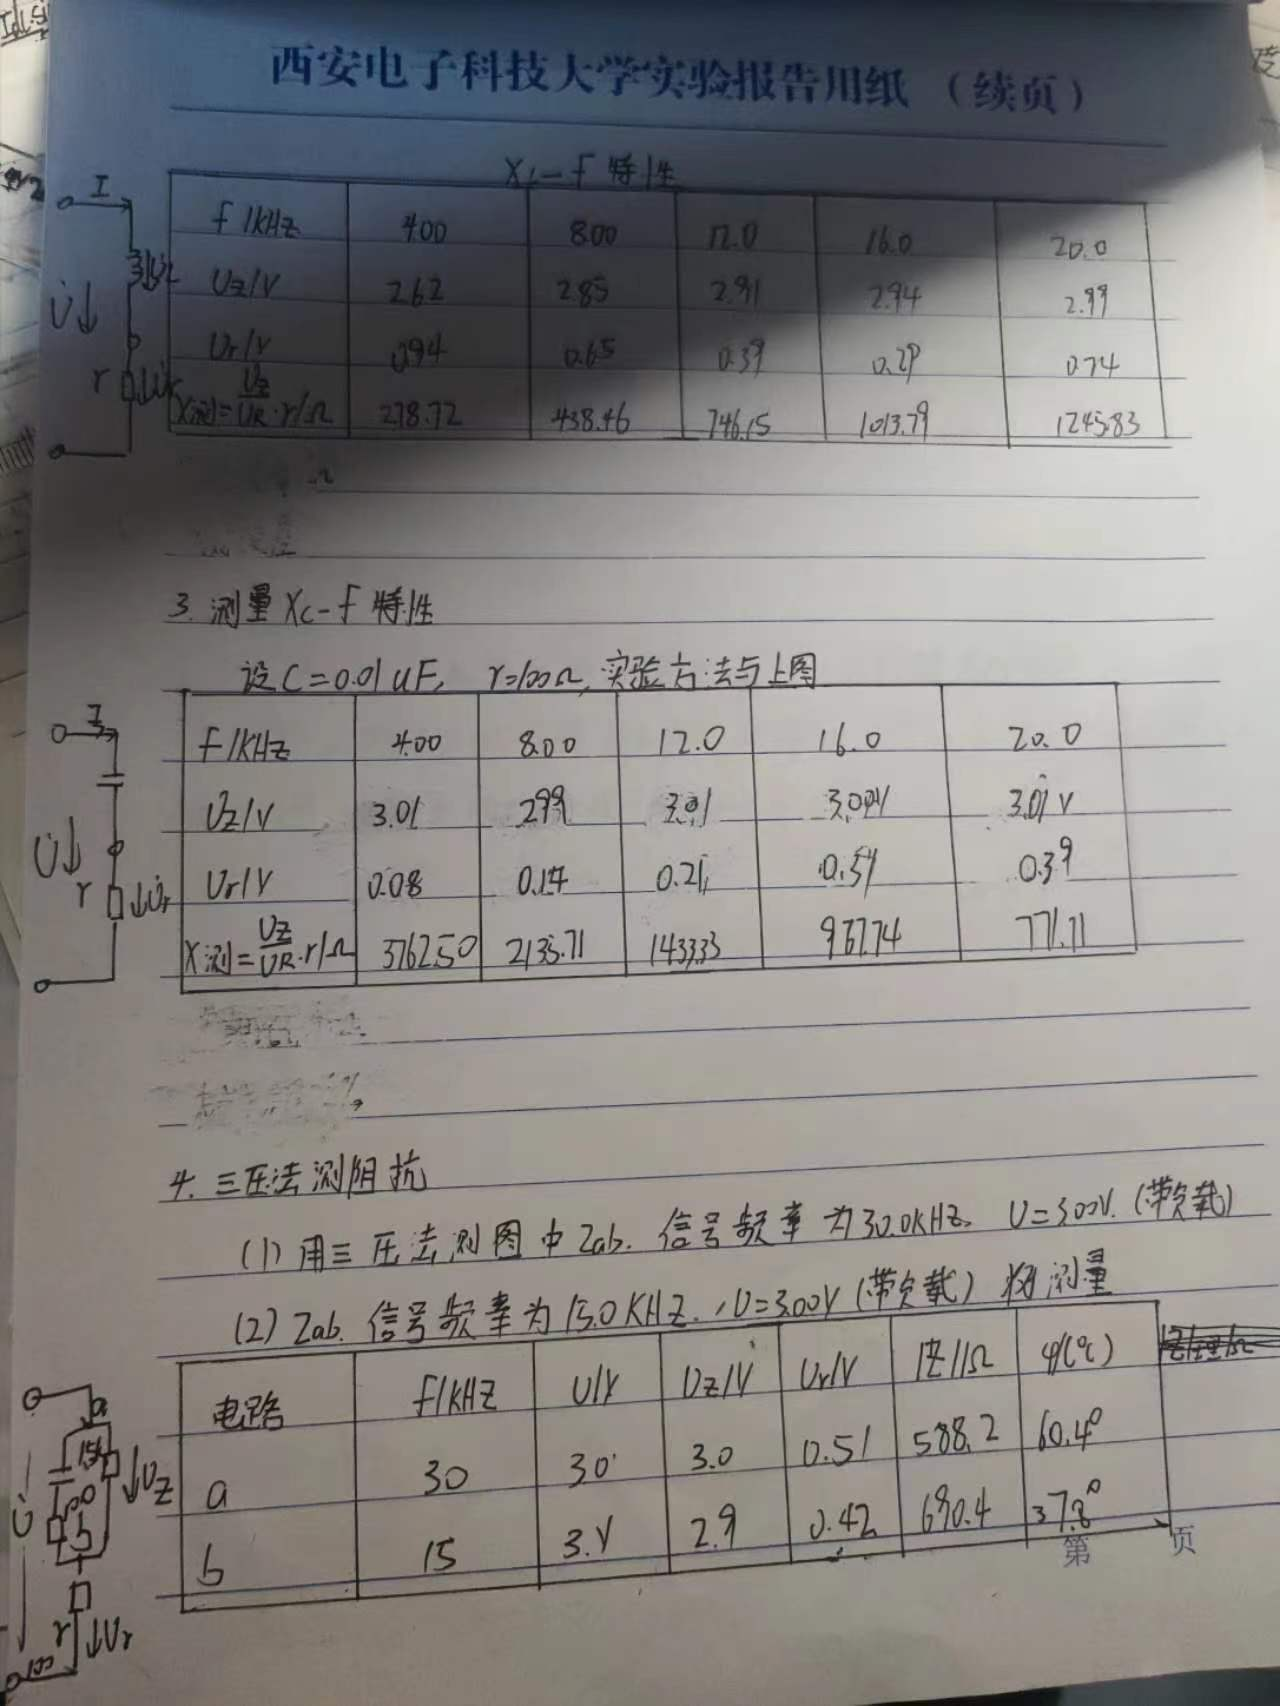 西安电子科技大学实验报告用纸（续页）
XL-f 特性
I
f/kHz 4.00 8.00 12.0 16.0 20.0
Uz/V 2.62 2.85 2.91 2.94 2.99
U̇
Ur/V 0.94 0.65 0.39 0.29 0.74
r
X测=Uz/UR·r/Ω 278.72 438.46 746.15 1013.79 1245.83
3. 测量 Xc-f 特性
设 C=0.01uF, r=100Ω, 实验方法与上图
f/KHz 4.00 8.00 12.0 16.0 20.0
Uz/V 3.01 2.99 3.01 3.01V
U̇
Ur/V 0.08 0.14 0.21 0.39
r U̇r
X测=Uz/UR·r/Ω 3762.50 2135.71 1433.33 937.74 771.71
4. 三压法测阻抗
(1) 用三压法测图中Zab. 信号频率为30.0KHZ, U=3.00V. (带负载)
(2) Zab. 信号频率为15.0KHZ., U=3.00V (带负载) 测量
电路 f/KHZ U/V Uz/V Ur/V |Z|/Ω φ/(℃)
a
a 30 3.0 3.0 0.51 588.2 60.4°
Uz
U
b 15 3.V 2.9 0.42 690.4 37.8°
第 页
r Ur
100